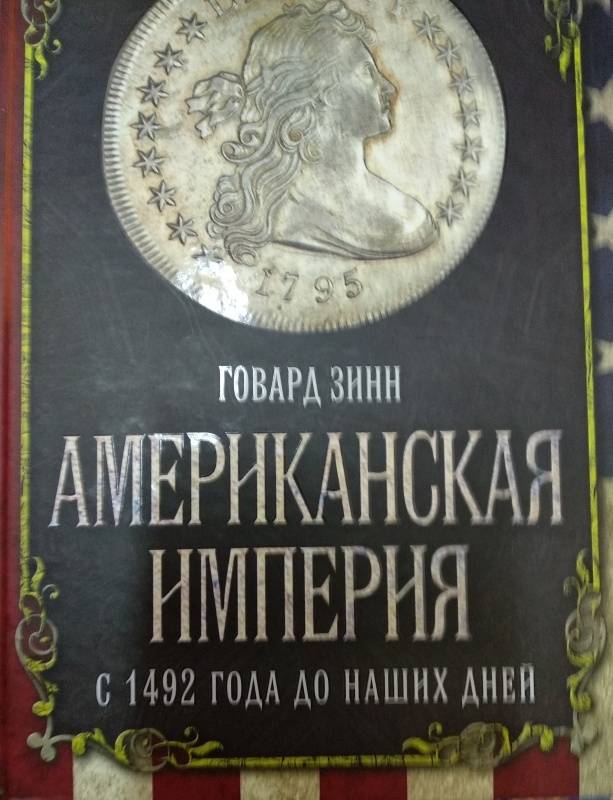 1795
ГОВАРД ЗИНН
АМЕРИКАНСКАЯ
ИМПЕРИЯ
С 1492 ГОДА ДО НАШИХ ДНЕЙ